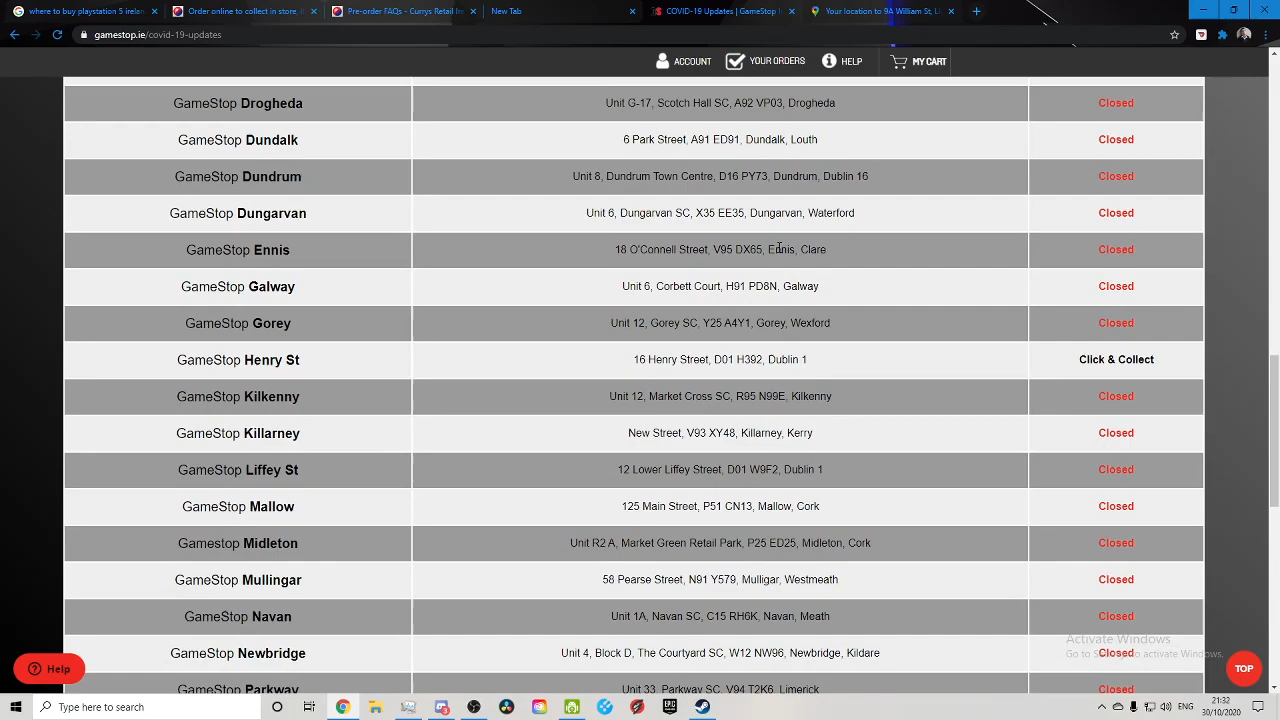 where to buy playstation 5 irelan
Order online to collect in store, It
Pre-order FAQs – Currys Retail Im
New Tab
COVID-19 Updates | GameStop I
Your location to 9A William St, Li
gamestop.ie/covid-19-updates
ACCOUNT YOUR ORDERS HELP MY CART
GameStop Drogheda Unit G-17, Scotch Hall SC, A92 VP03, Drogheda Closed
GameStop Dundalk 6 Park Street, A91 ED91, Dundalk, Louth Closed
GameStop Dundrum Unit 8, Dundrum Town Centre, D16 PY73, Dundrum, Dublin 16 Closed
GameStop Dungarvan Unit 6, Dungarvan SC, X35 EE35, Dungarvan, Waterford Closed
GameStop Ennis 18 O'Connell Street, V95 DX65, Ennis, Clare Closed
GameStop Galway Unit 6, Corbett Court, H91 PD8N, Galway Closed
GameStop Gorey Unit 12, Gorey SC, Y25 A4Y1, Gorey, Wexford Closed
GameStop Henry St 16 Henry Street, D01 H392, Dublin 1 Click & Collect
GameStop Kilkenny Unit 12, Market Cross SC, R95 N99E, Kilkenny Closed
GameStop Killarney New Street, V93 XY48, Killarney, Kerry Closed
GameStop Liffey St 12 Lower Liffey Street, D01 W9F2, Dublin 1 Closed
GameStop Mallow 125 Main Street, P51 CN13, Mallow, Cork Closed
Gamestop Midleton Unit R2 A, Market Green Retail Park, P25 ED25, Midleton, Cork Closed
GameStop Mullingar 58 Pearse Street, N91 Y579, Mulligar, Westmeath Closed
GameStop Navan Unit 1A, Navan SC, C15 RH6K, Navan, Meath Closed
GameStop Newbridge Unit 4, Block D, The Courtyard SC, W12 NW96, Newbridge, Kildare Closed
GameStop Parkway Unit 33, Parkway SC, V94 T2K6, Limerick Closed
Activate Windows
Go to Settings to activate Windows.
Help
TOP
Type here to search
21:32
30/10/2020